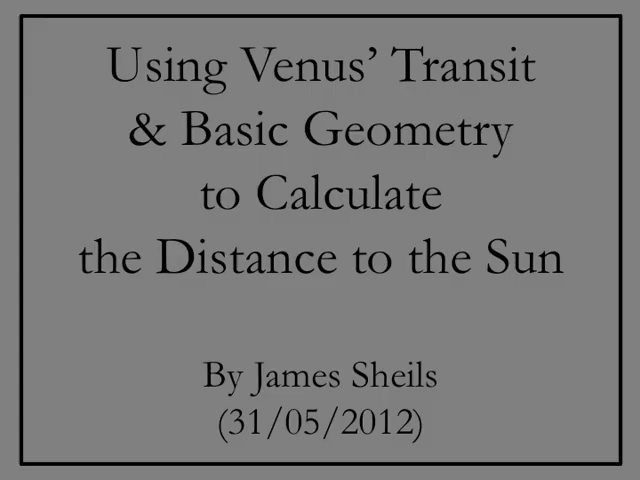 Using Venus’ Transit
& Basic Geometry
to Calculate
the Distance to the Sun
By James Sheils
(31/05/2012)